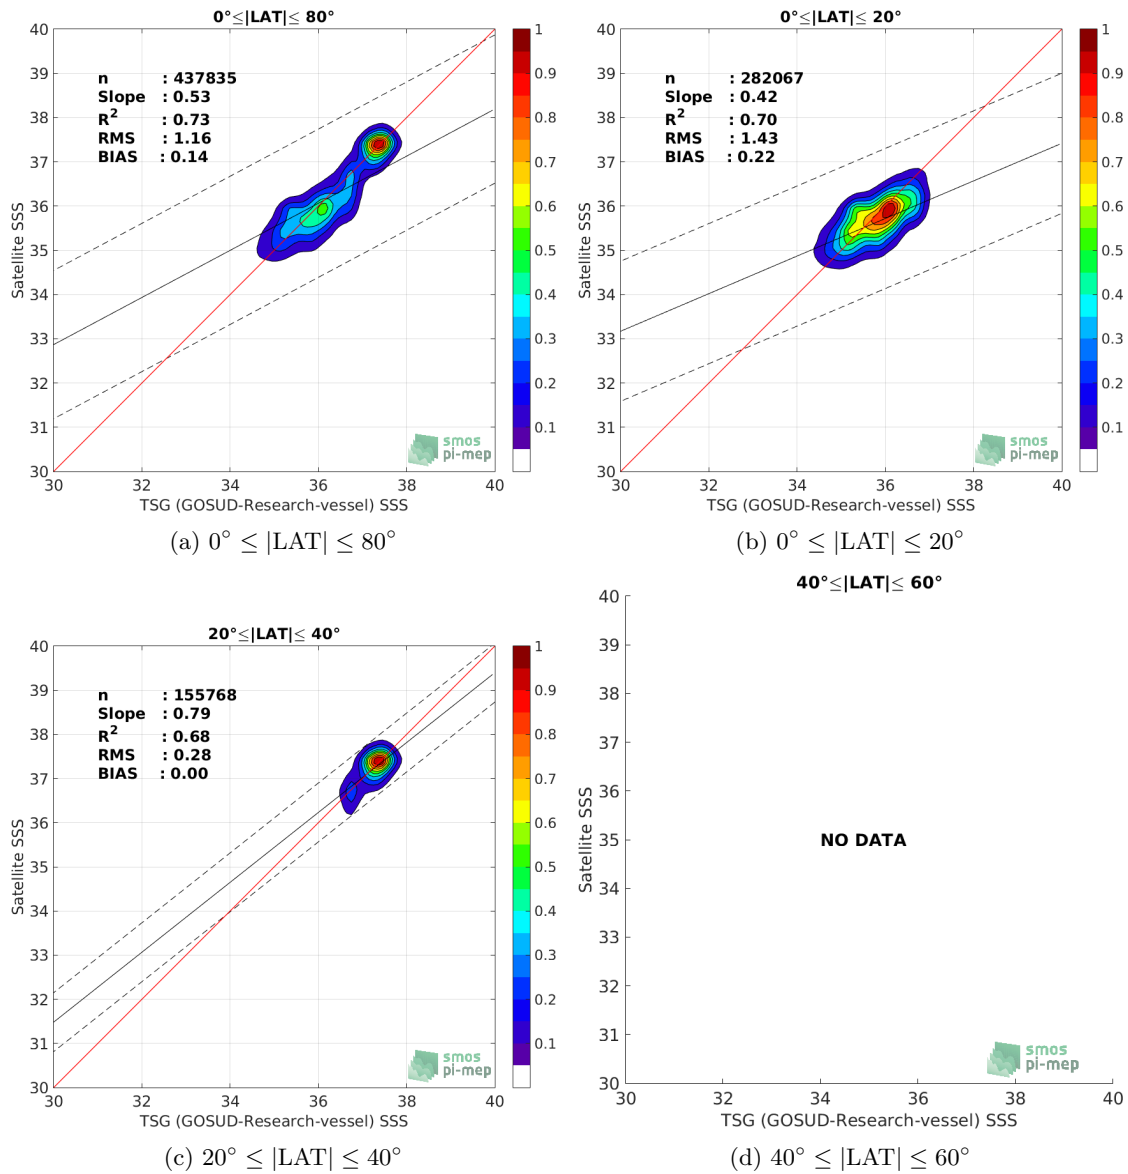 0°≤|LAT|≤ 80°
40
39
38
37
36
35
34
33
32
31
30
Satellite SSS
n : 437835
Slope : 0.53
R² : 0.73
RMS : 1.16
BIAS : 0.14
smos
pi-mep
30 32 34 36 38 40
TSG (GOSUD-Research-vessel) SSS
1
0.9
0.8
0.7
0.6
0.5
0.4
0.3
0.2
0.1
(a) 0° ≤ |LAT| ≤ 80°
0°≤|LAT|≤ 20°
40
39
38
37
36
35
34
33
32
31
30
Satellite SSS
n : 282067
Slope : 0.42
R² : 0.70
RMS : 1.43
BIAS : 0.22
smos
pi-mep
30 32 34 36 38 40
TSG (GOSUD-Research-vessel) SSS
1
0.9
0.8
0.7
0.6
0.5
0.4
0.3
0.2
0.1
(b) 0° ≤ |LAT| ≤ 20°
20°≤|LAT|≤ 40°
40
39
38
37
36
35
34
33
32
31
30
Satellite SSS
n : 155768
Slope : 0.79
R² : 0.68
RMS : 0.28
BIAS : 0.00
smos
pi-mep
30 32 34 36 38 40
TSG (GOSUD-Research-vessel) SSS
1
0.9
0.8
0.7
0.6
0.5
0.4
0.3
0.2
0.1
(c) 20° ≤ |LAT| ≤ 40°
40°≤|LAT|≤ 60°
40
39
38
37
36
35
34
33
32
31
30
Satellite SSS
NO DATA
smos
pi-mep
30 32 34 36 38 40
TSG (GOSUD-Research-vessel) SSS
(d) 40° ≤ |LAT| ≤ 60°